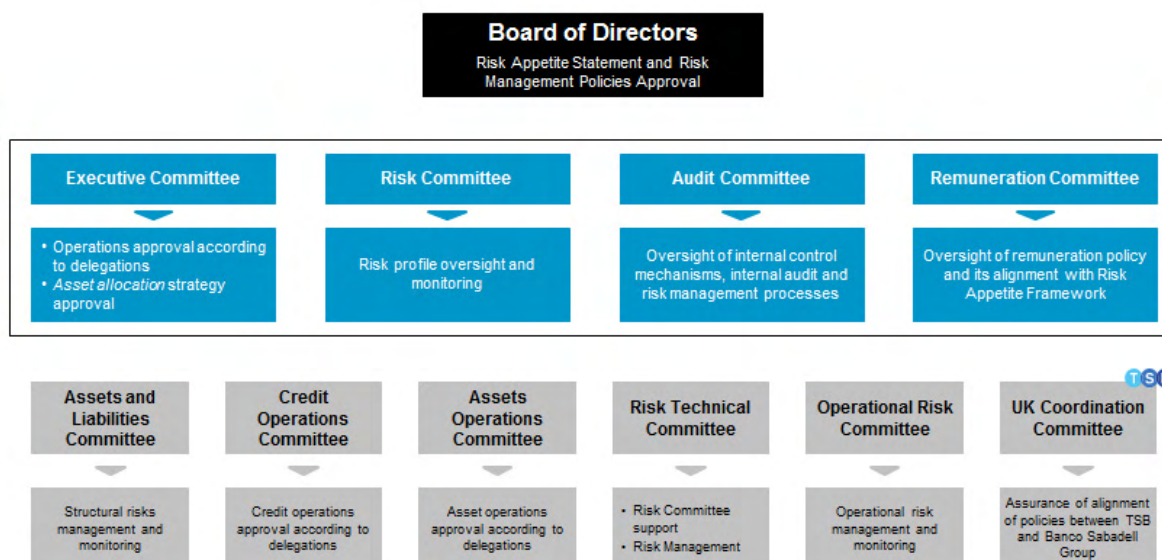 Board of Directors
Risk Appetite Statement and Risk
Management Policies Approval
Executive Committee
• Operations approval according
to delegations
• Asset allocation strategy
approval
Risk Committee
Risk profile oversight and
monitoring
Audit Committee
Oversight of internal control
mechanisms, internal audit and
risk management processes
Remuneration Committee
Oversight of remuneration policy
and its alignment with Risk
Appetite Framework
Assets and
Liabilities
Committee
Structural risks
management and
monitoring
Credit
Operations
Committee
Credit operations
approval according to
delegations
Assets
Operations
Committee
Asset operations
approval according to
delegations
Risk Technical
Committee
• Risk Committee
support
• Risk Management
Operational Risk
Committee
Operational risk
management and
monitoring
TS
UK Coordination
Committee
Assurance of alignment
of policies between TSB
and Banco Sabadell
Group